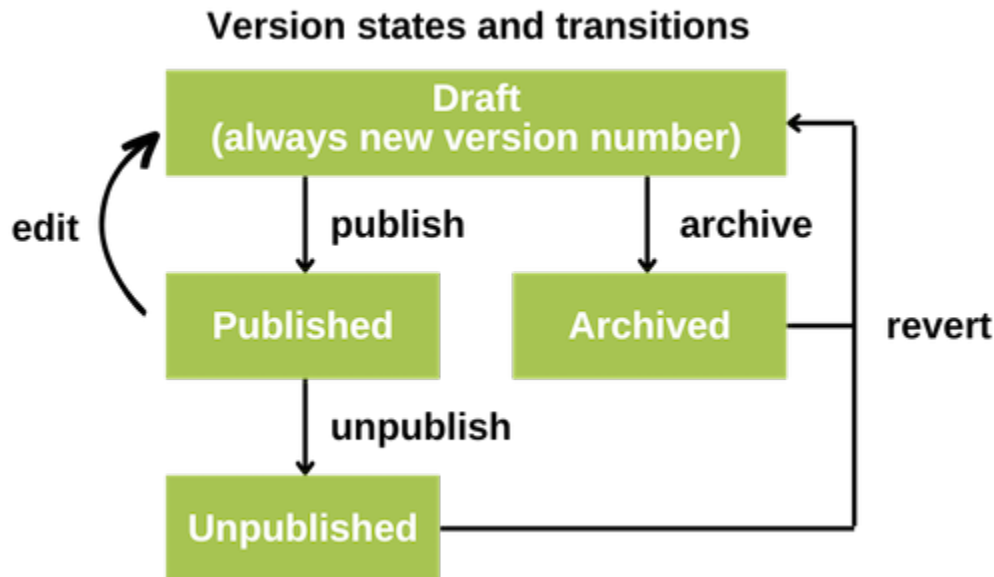 Version states and transitions
Draft
(always new version number)
edit
publish
archive
Published
Archived
revert
unpublish
Unpublished